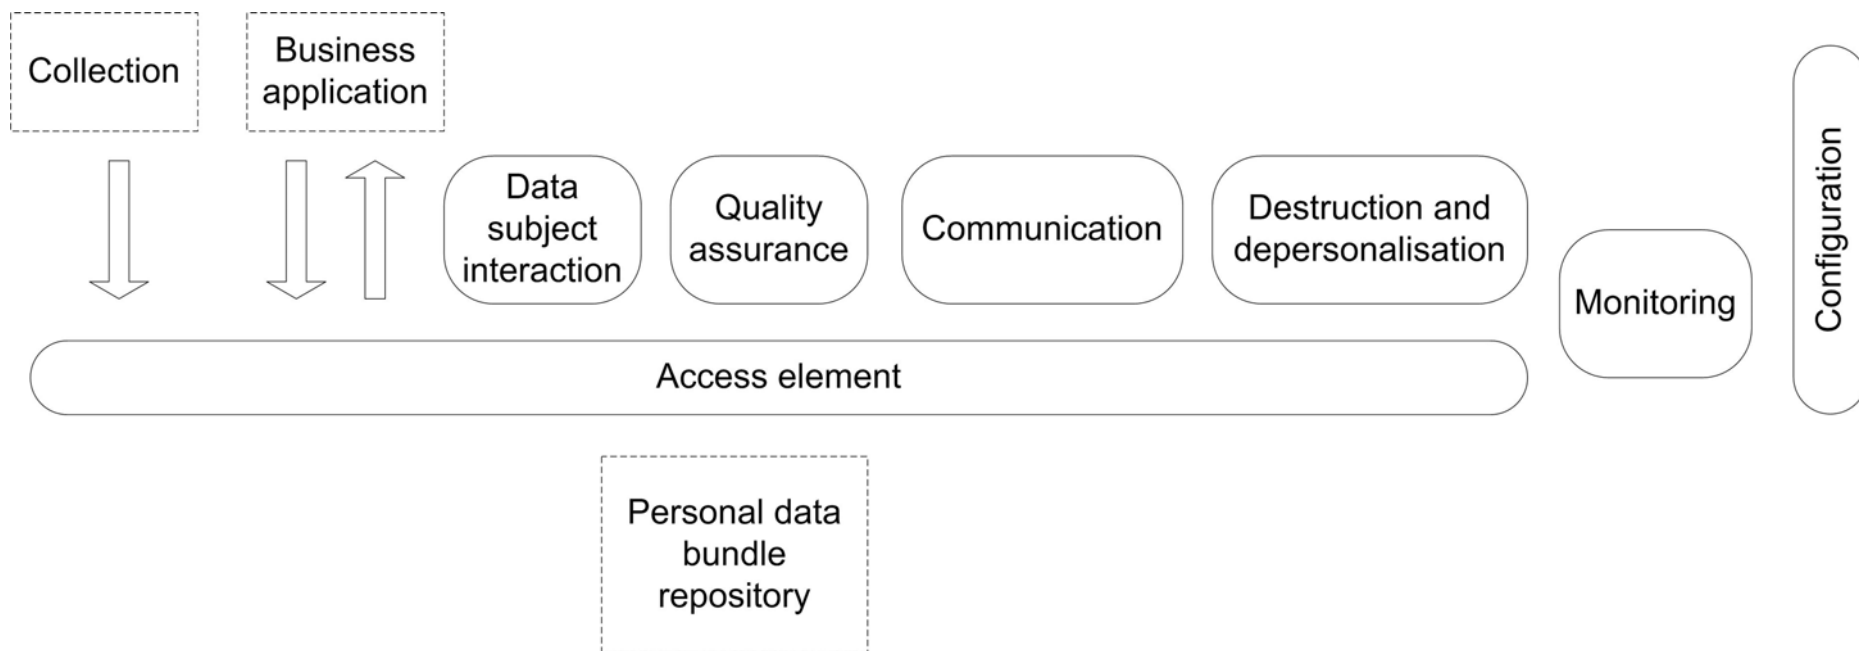 Collection
Business
application
Data
subject
interaction
Quality
assurance
Communication
Destruction and
depersonalisation
Monitoring
Configuration
Access element
Personal data
bundle
repository